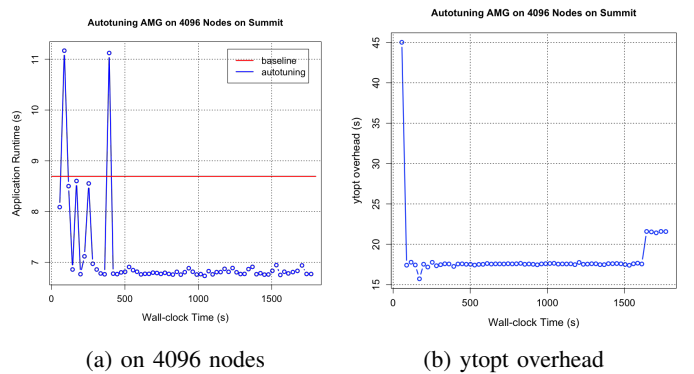 Autotuning AMG on 4096 Nodes on Summit
11
10
9
8
7
0
500
1000
1500
Application Runtime (s)
Wall-clock Time (s)
baseline
autotuning
(a) on 4096 nodes
Autotuning AMG on 4096 Nodes on Summit
45
40
35
30
25
20
15
0
500
1000
1500
ytopt overhead (s)
Wall-clock Time (s)
(b) ytopt overhead